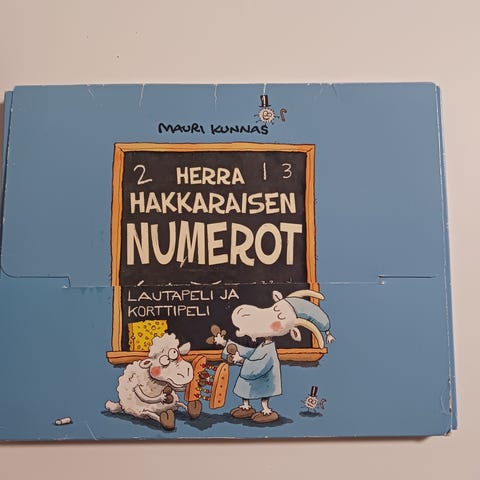 MAURI KUNNAS
2 1 3
HERRA
HAKKARAISEN
NUMEROT
LAUTAPELI JA
KORTTIPELI